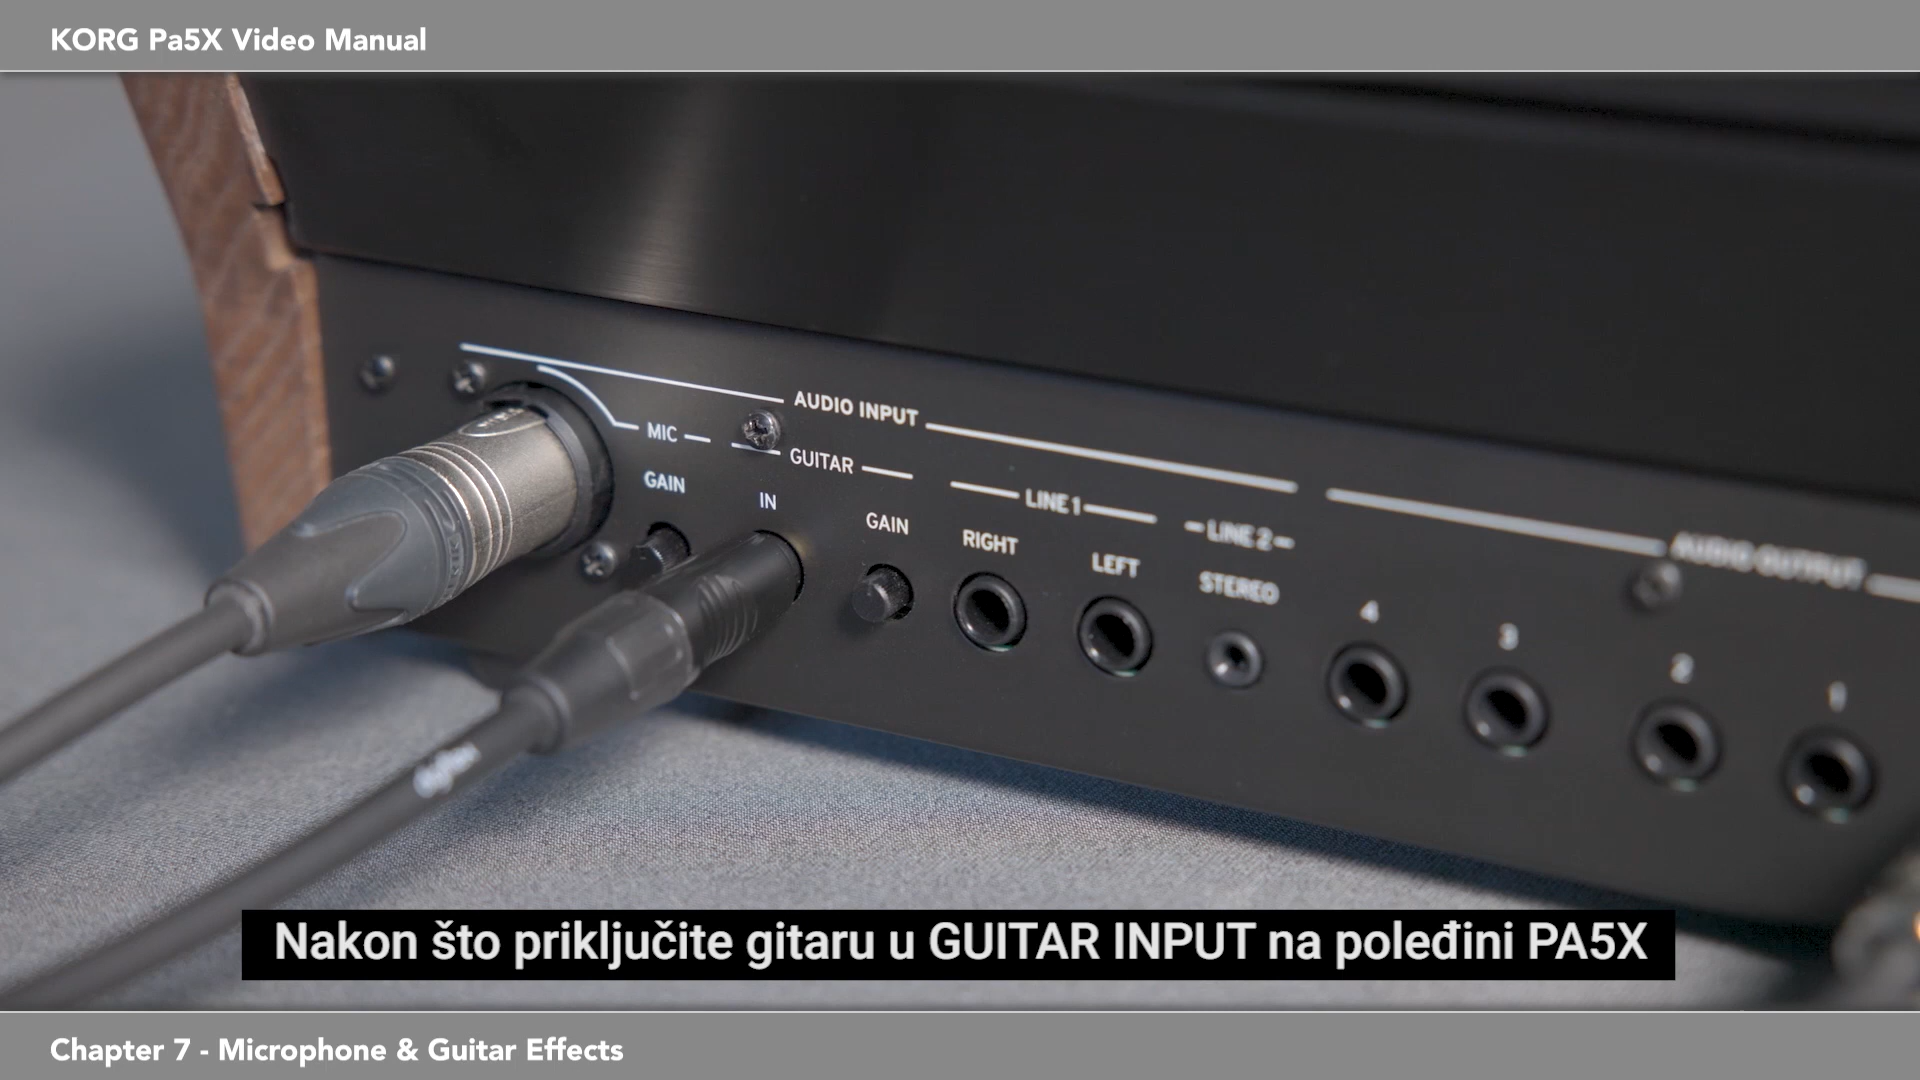 KORG Pa5X Video Manual
AUDIO INPUT
MIC
GUITAR
GAIN
IN
GAIN
LINE 1
LINE 2
RIGHT
LEFT
STEREO
AUDIO OUTPUT
4
3
2
1
Nakon što priključite gitaru u GUITAR INPUT na poleđini PA5X
Chapter 7 - Microphone & Guitar Effects